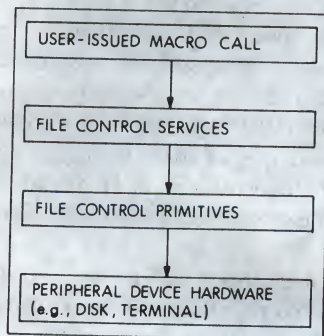 USER-ISSUED MACRO CALL
FILE CONTROL SERVICES
FILE CONTROL PRIMITIVES
PERIPHERAL DEVICE HARDWARE
(e.g., DISK, TERMINAL)